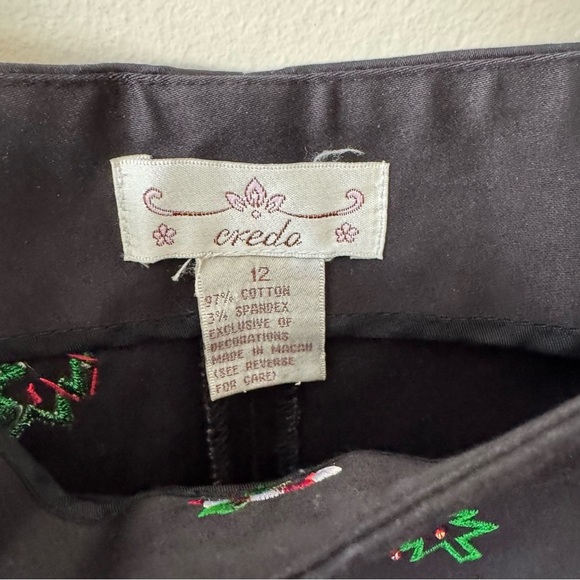 credo
12
97% COTTON
3% SPANDEX
EXCLUSIVE OF
DECORATIONS
MADE IN MACAU
(SEE REVERSE
FOR CARE)